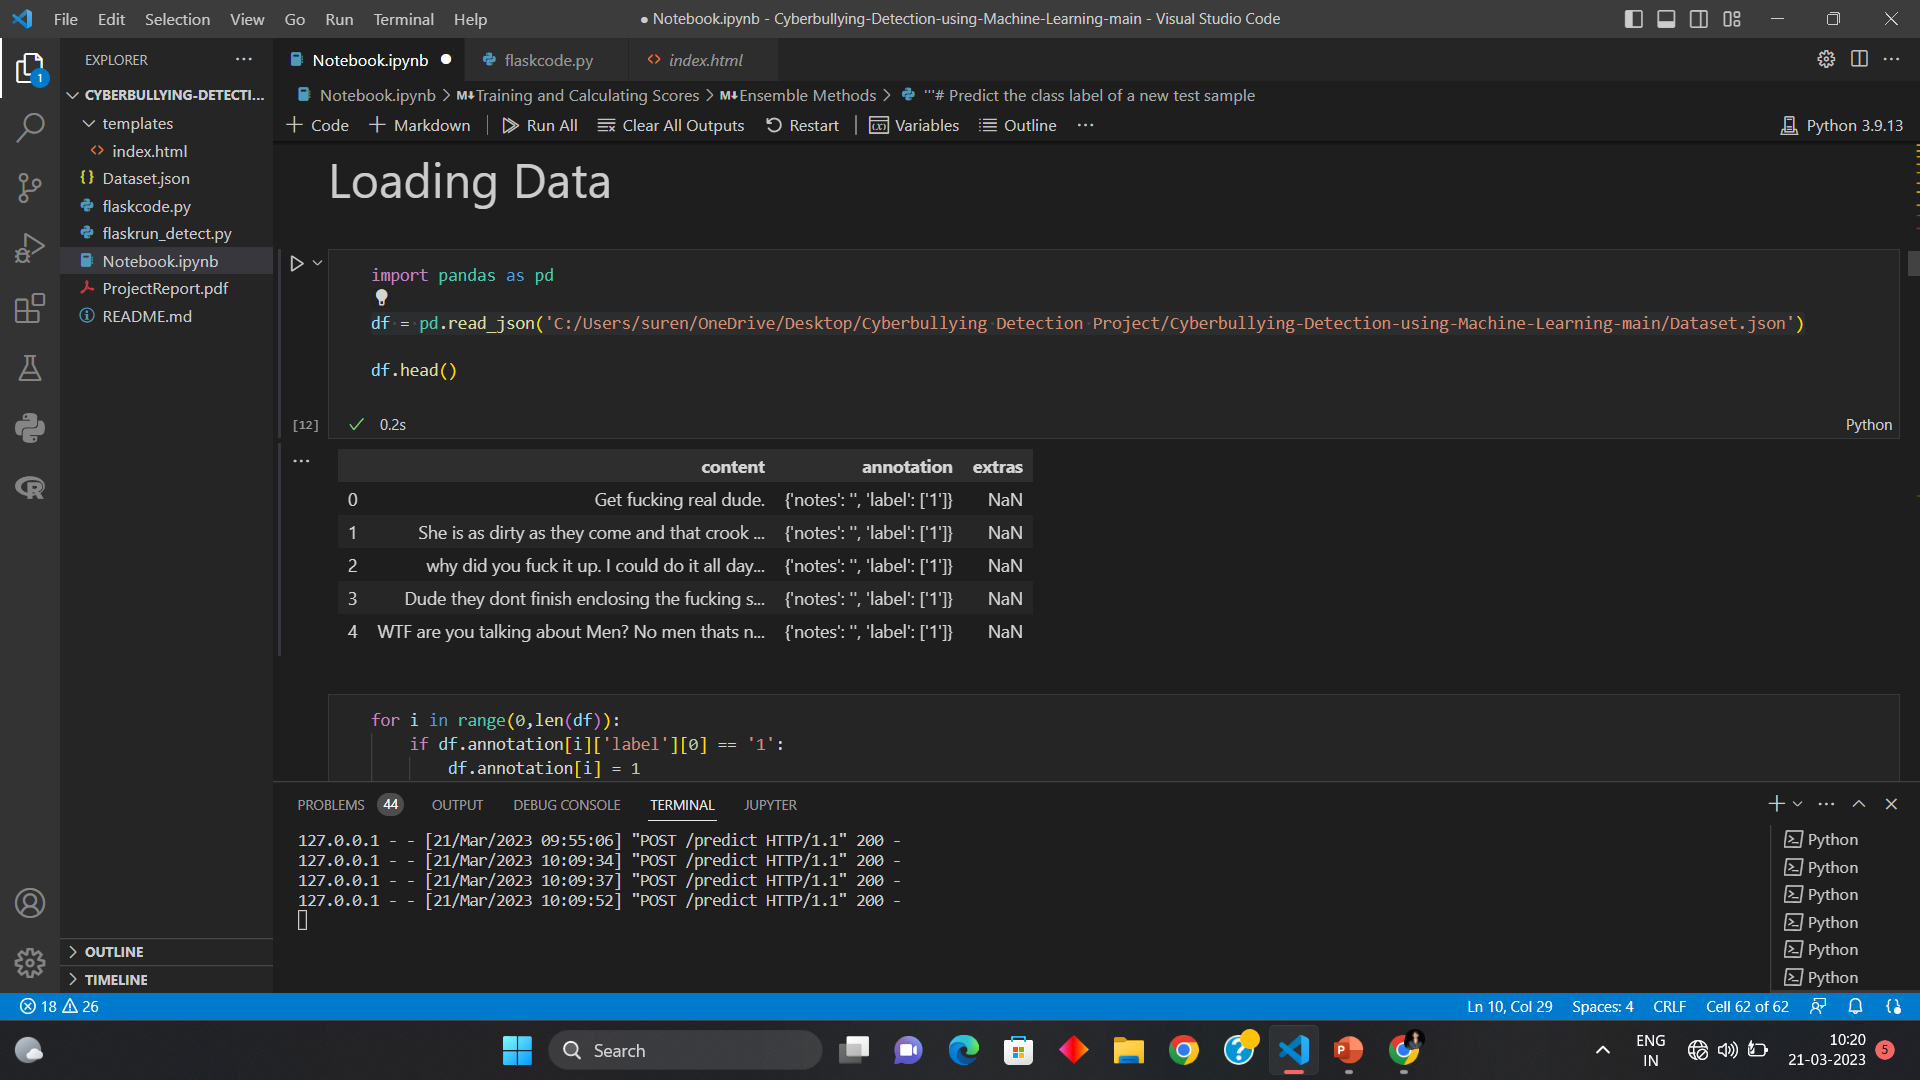 File Edit Selection View Go Run Terminal Help
● Notebook.ipynb - Cyberbullying-Detection-using-Machine-Learning-main - Visual Studio Code
EXPLORER
Notebook.ipynb flaskcode.py index.html
CYBERBULLYING-DETECTI...
templates
index.html
Dataset.json
flaskcode.py
flaskrun_detect.py
Notebook.ipynb
ProjectReport.pdf
README.md
OUTLINE
TIMELINE
1
Notebook.ipynb > M↓Training and Calculating Scores > M↓Ensemble Methods > '''# Predict the class label of a new test sample
+ Code + Markdown Run All Clear All Outputs Restart Variables Outline ...
Python 3.9.13
Loading Data
import pandas as pd
df = pd.read_json('C:/Users/suren/OneDrive/Desktop/Cyberbullying Detection Project/Cyberbullying-Detection-using-Machine-Learning-main/Dataset.json')
df.head()
[12] ✓ 0.2s
Python
content annotation extras
0 Get fucking real dude. {'notes': '', 'label': ['1']} NaN
1 She is as dirty as they come and that crook ... {'notes': '', 'label': ['1']} NaN
2 why did you fuck it up. I could do it all day... {'notes': '', 'label': ['1']} NaN
3 Dude they dont finish enclosing the fucking s... {'notes': '', 'label': ['1']} NaN
4 WTF are you talking about Men? No men thats n... {'notes': '', 'label': ['1']} NaN
for i in range(0,len(df)):
if df.annotation[i]['label'][0] == '1':
df.annotation[i] = 1
PROBLEMS 44 OUTPUT DEBUG CONSOLE TERMINAL JUPYTER
127.0.0.1 - - [21/Mar/2023 09:55:06] "POST /predict HTTP/1.1" 200 -
127.0.0.1 - - [21/Mar/2023 10:09:34] "POST /predict HTTP/1.1" 200 -
127.0.0.1 - - [21/Mar/2023 10:09:37] "POST /predict HTTP/1.1" 200 -
127.0.0.1 - - [21/Mar/2023 10:09:52] "POST /predict HTTP/1.1" 200 -
Python
Python
Python
Python
Python
Python
18 26
Ln 10, Col 29 Spaces: 4 CRLF Cell 62 of 62
Search
ENG
IN
10:20
21-03-2023
5